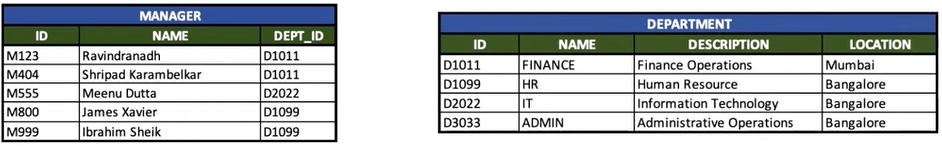 MANAGER
ID NAME DEPT_ID
M123 Ravindranadh D1011
M404 Shripad Karambelkar D1011
M555 Meenu Dutta D2022
M800 James Xavier D1099
M999 Ibrahim Sheik D1099
DEPARTMENT
ID NAME DESCRIPTION LOCATION
D1011 FINANCE Finance Operations Mumbai
D1099 HR Human Resource Bangalore
D2022 IT Information Technology Bangalore
D3033 ADMIN Administrative Operations Bangalore